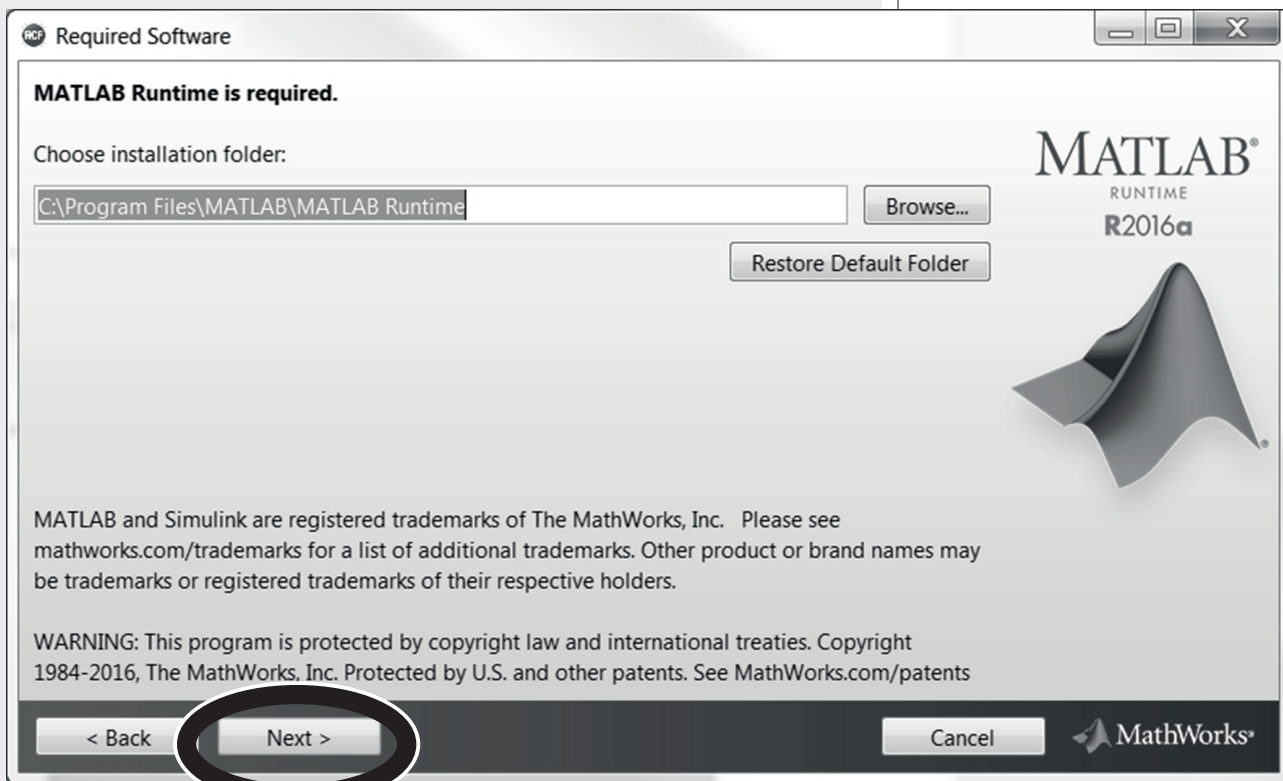 RCF Required Software
MATLAB Runtime is required.
Choose installation folder:
C:\Program Files\MATLAB\MATLAB Runtime
Browse...
Restore Default Folder
MATLAB®
RUNTIME
R2016a
®
MATLAB and Simulink are registered trademarks of The MathWorks, Inc.   Please see
mathworks.com/trademarks for a list of additional trademarks. Other product or brand names may
be trademarks or registered trademarks of their respective holders.
WARNING: This program is protected by copyright law and international treaties. Copyright
1984-2016, The MathWorks, Inc. Protected by U.S. and other patents. See MathWorks.com/patents
< Back
Next >
Cancel
MathWorks®